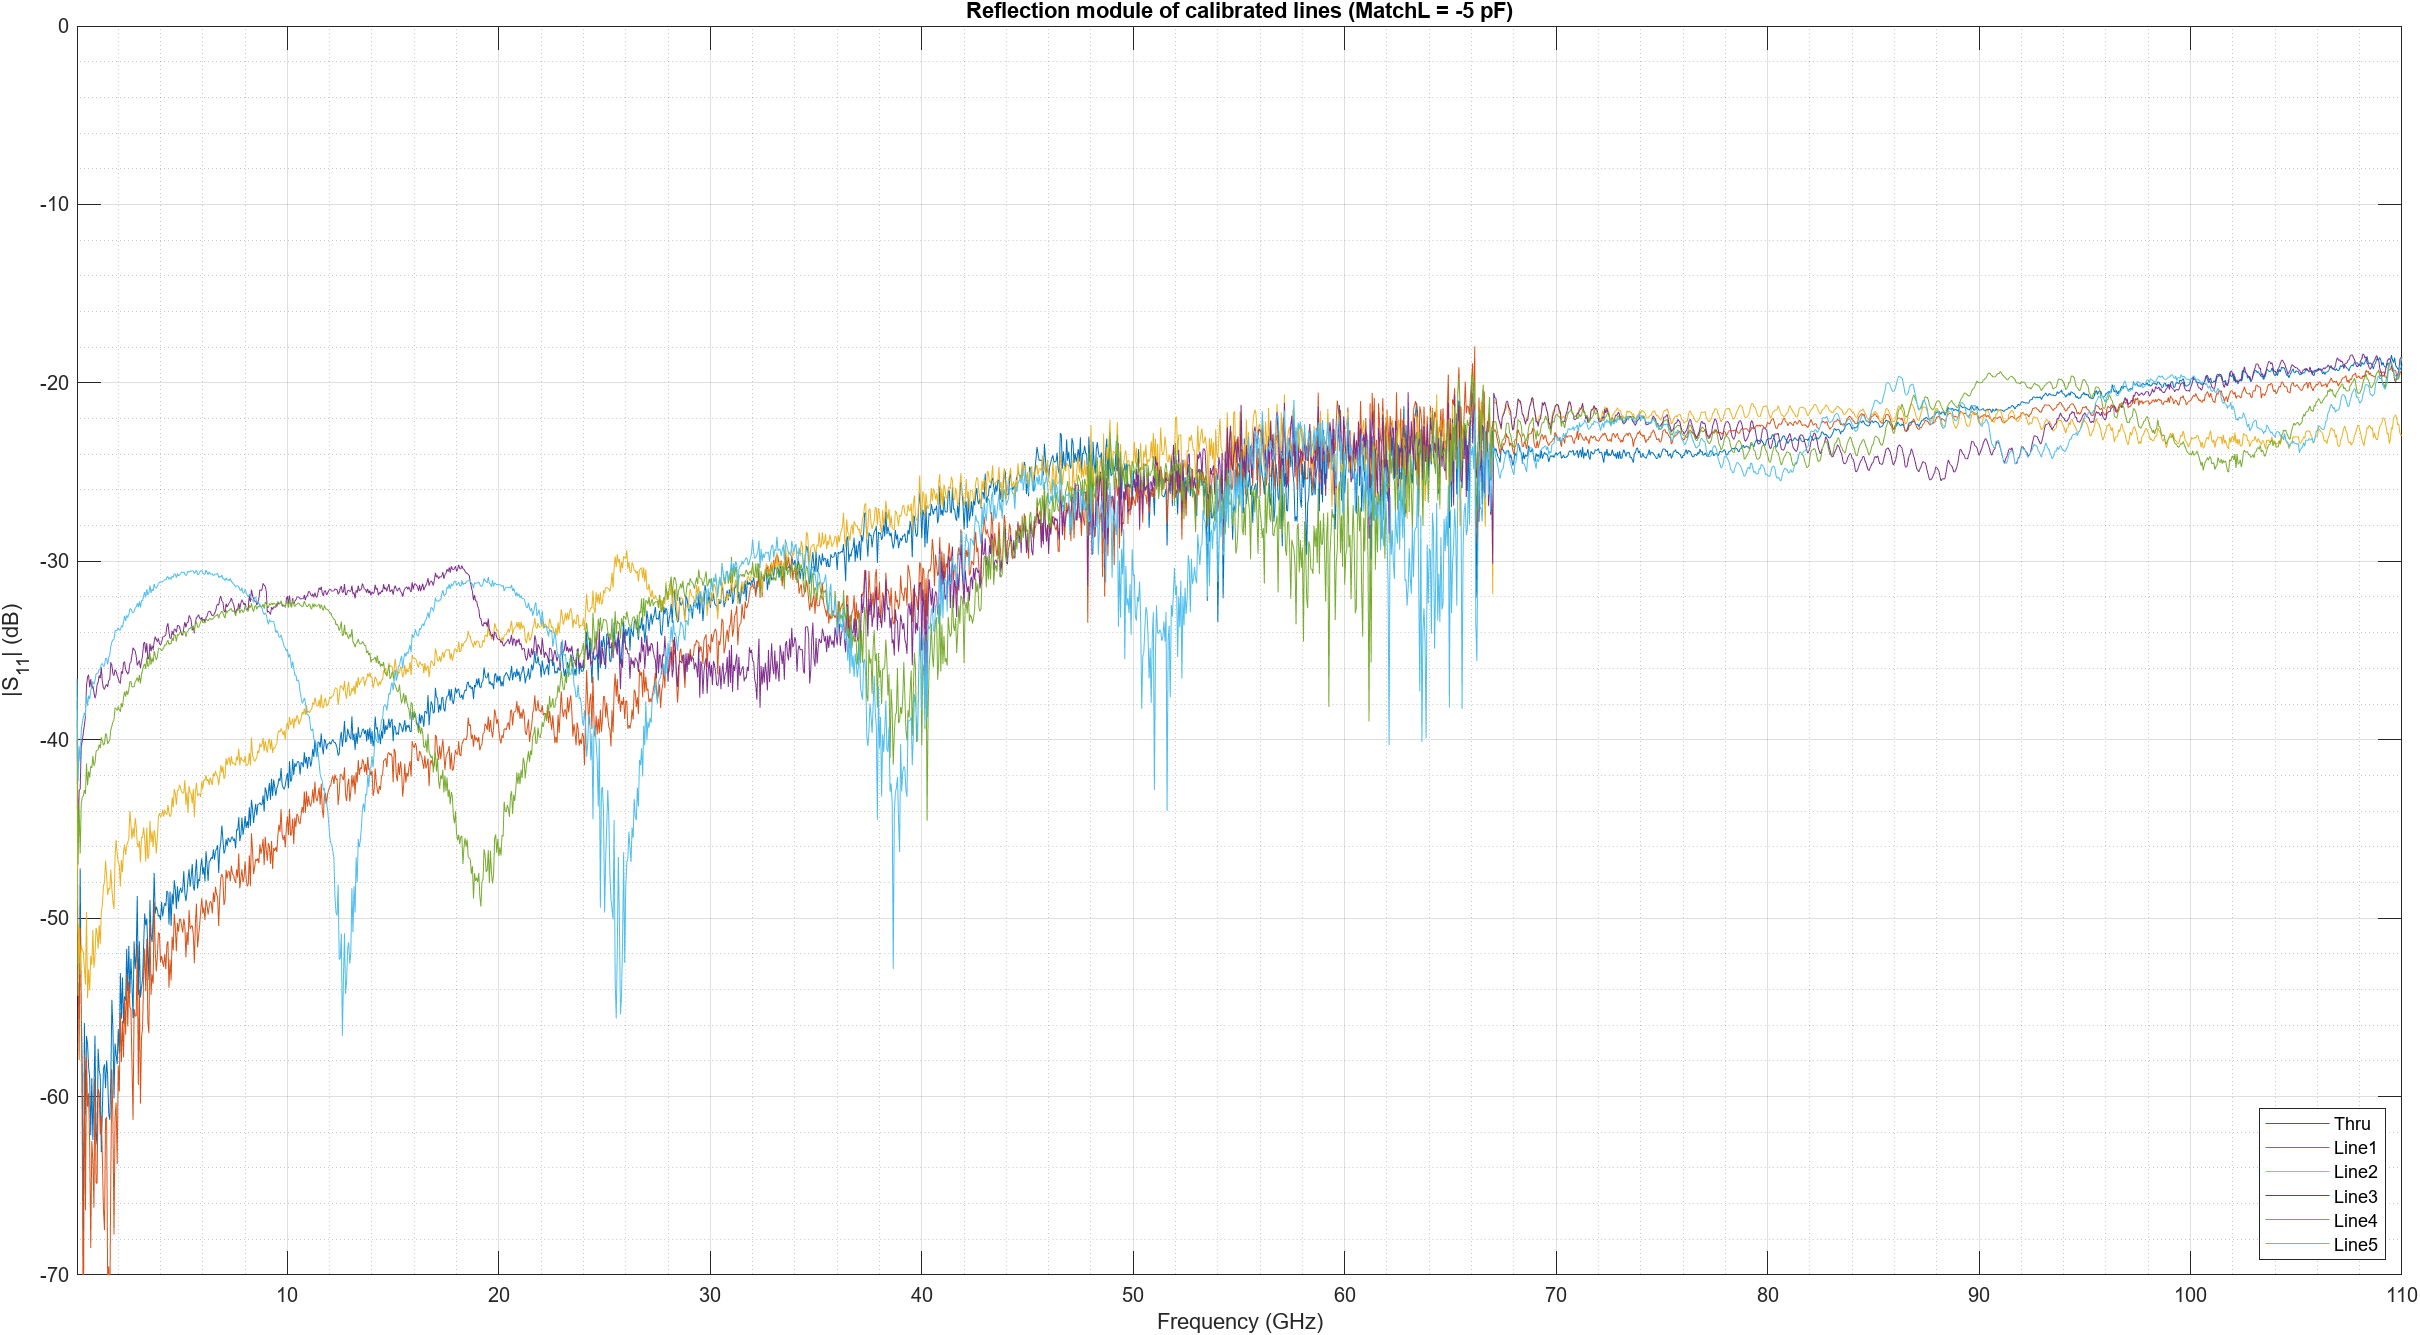 Reflection module of calibrated lines (MatchL = -5 pF)
0
-10
-20
-30
-40
-50
-60
-70
|S11| (dB)
10 20 30 40 50 60 70 80 90 100 110
Frequency (GHz)
Thru
Line1
Line2
Line3
Line4
Line5